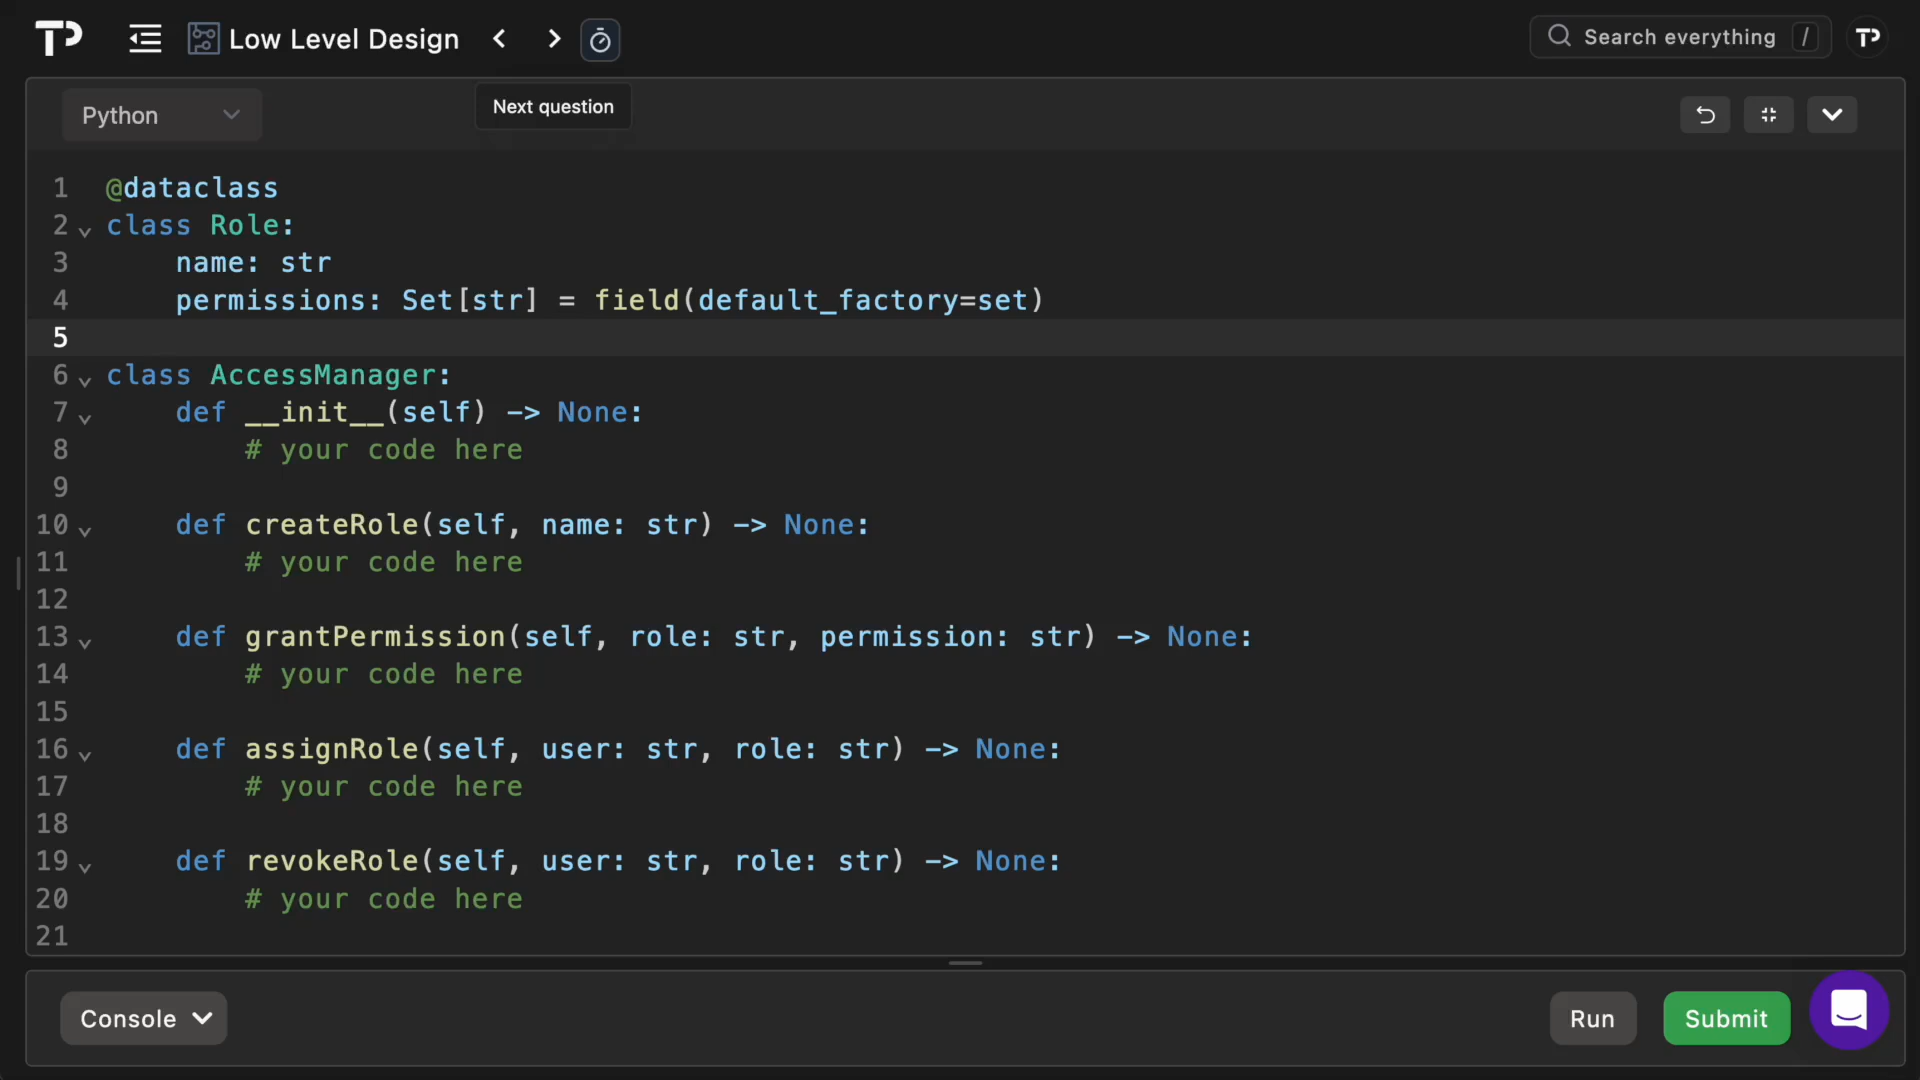 TP
Low Level Design
Search everything /
TP
Next question
Python
1 @dataclass
2 class Role:
3     name: str
4     permissions: Set[str] = field(default_factory=set)
5
6 class AccessManager:
7     def __init__(self) -> None:
8         # your code here
9
10     def createRole(self, name: str) -> None:
11         # your code here
12
13     def grantPermission(self, role: str, permission: str) -> None:
14         # your code here
15
16     def assignRole(self, user: str, role: str) -> None:
17         # your code here
18
19     def revokeRole(self, user: str, role: str) -> None:
20         # your code here
21
Console
Run
Submit